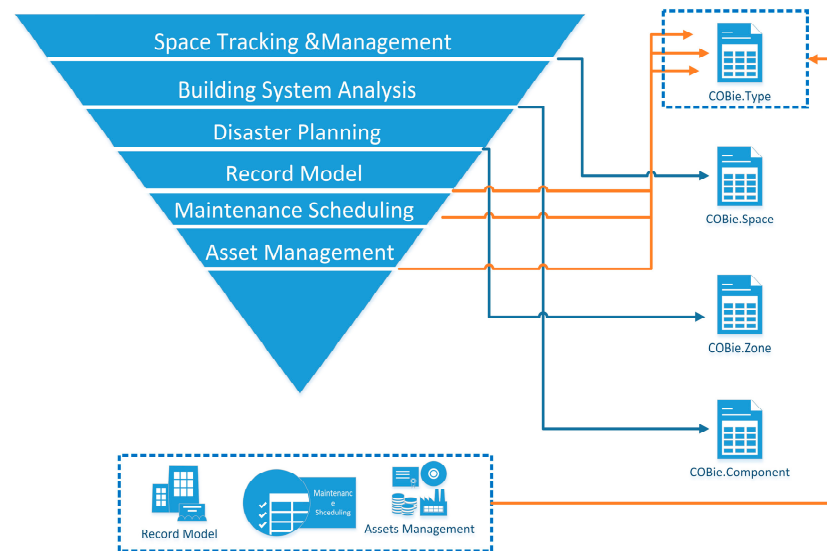 Space Tracking &Management
Building System Analysis
Disaster Planning
Record Model
Maintenance Scheduling
Asset Management
COBie.Type
COBie.Space
COBie.Zone
COBie.Component
Record Model
Maintenanc
e
Shceduling
Assets Management